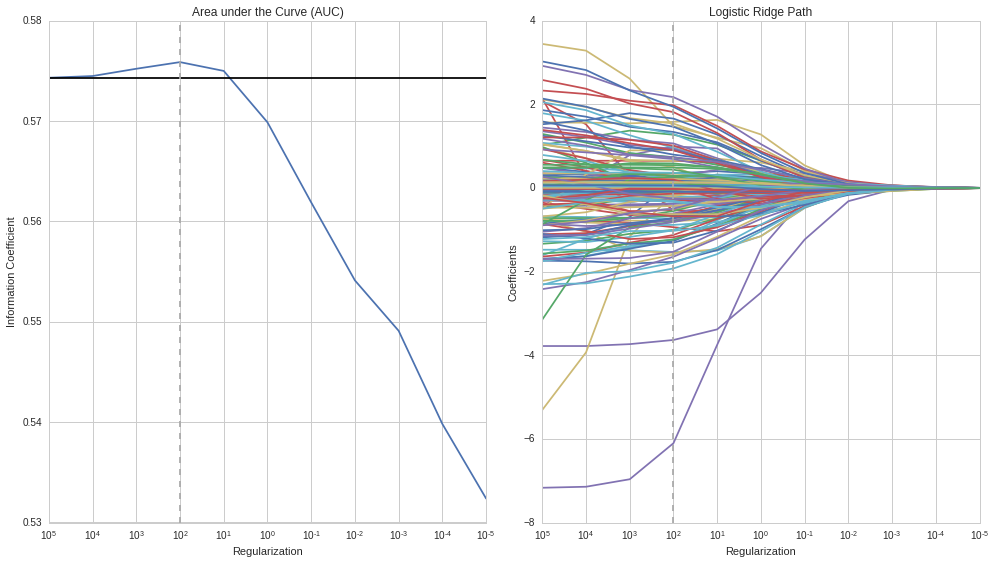 Area under the Curve (AUC)
0.58
0.57
0.56
0.55
0.54
0.53
Information Coefficient
10⁵ 10⁴ 10³ 10² 10¹ 10⁰ 10⁻¹ 10⁻² 10⁻³ 10⁻⁴ 10⁻⁵
Regularization
Logistic Ridge Path
4
2
0
−2
−4
−6
−8
Coefficients
10⁵ 10⁴ 10³ 10² 10¹ 10⁰ 10⁻¹ 10⁻² 10⁻³ 10⁻⁴ 10⁻⁵
Regularization